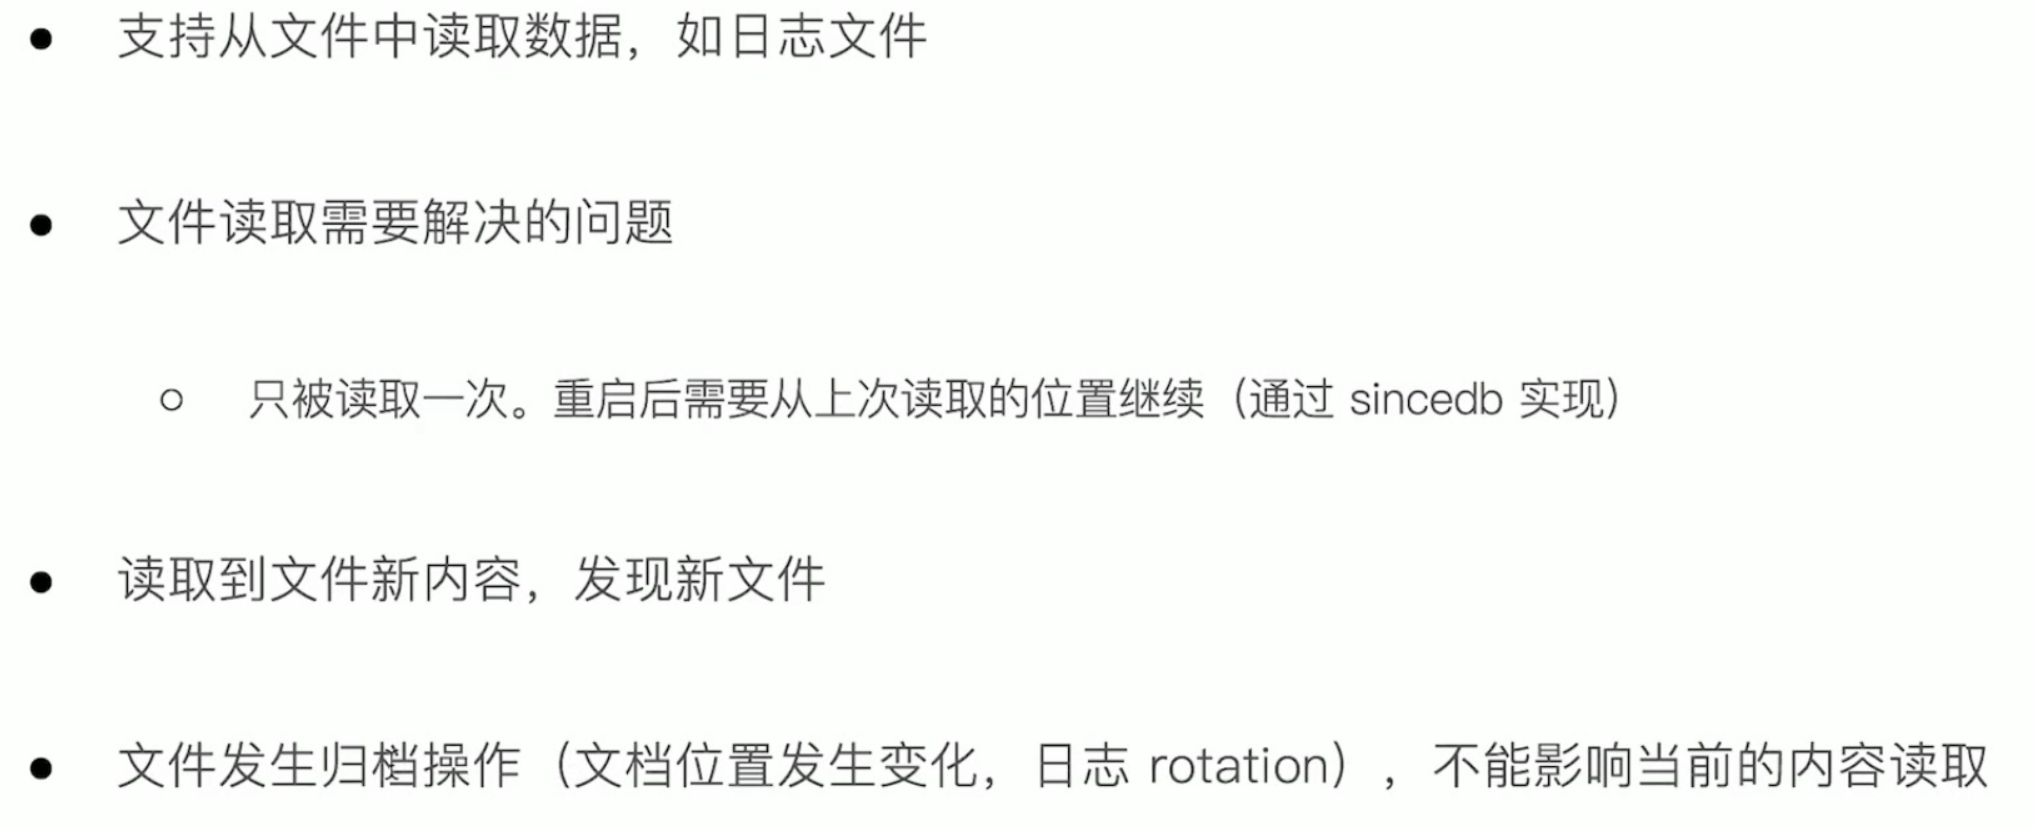 ● 支持从文件中读取数据，如日志文件
● 文件读取需要解决的问题
○ 只被读取一次。重启后需要从上次读取的位置继续（通过 sincedb 实现）
● 读取到文件新内容，发现新文件
● 文件发生归档操作（文档位置发生变化，日志 rotation），不能影响当前的内容读取